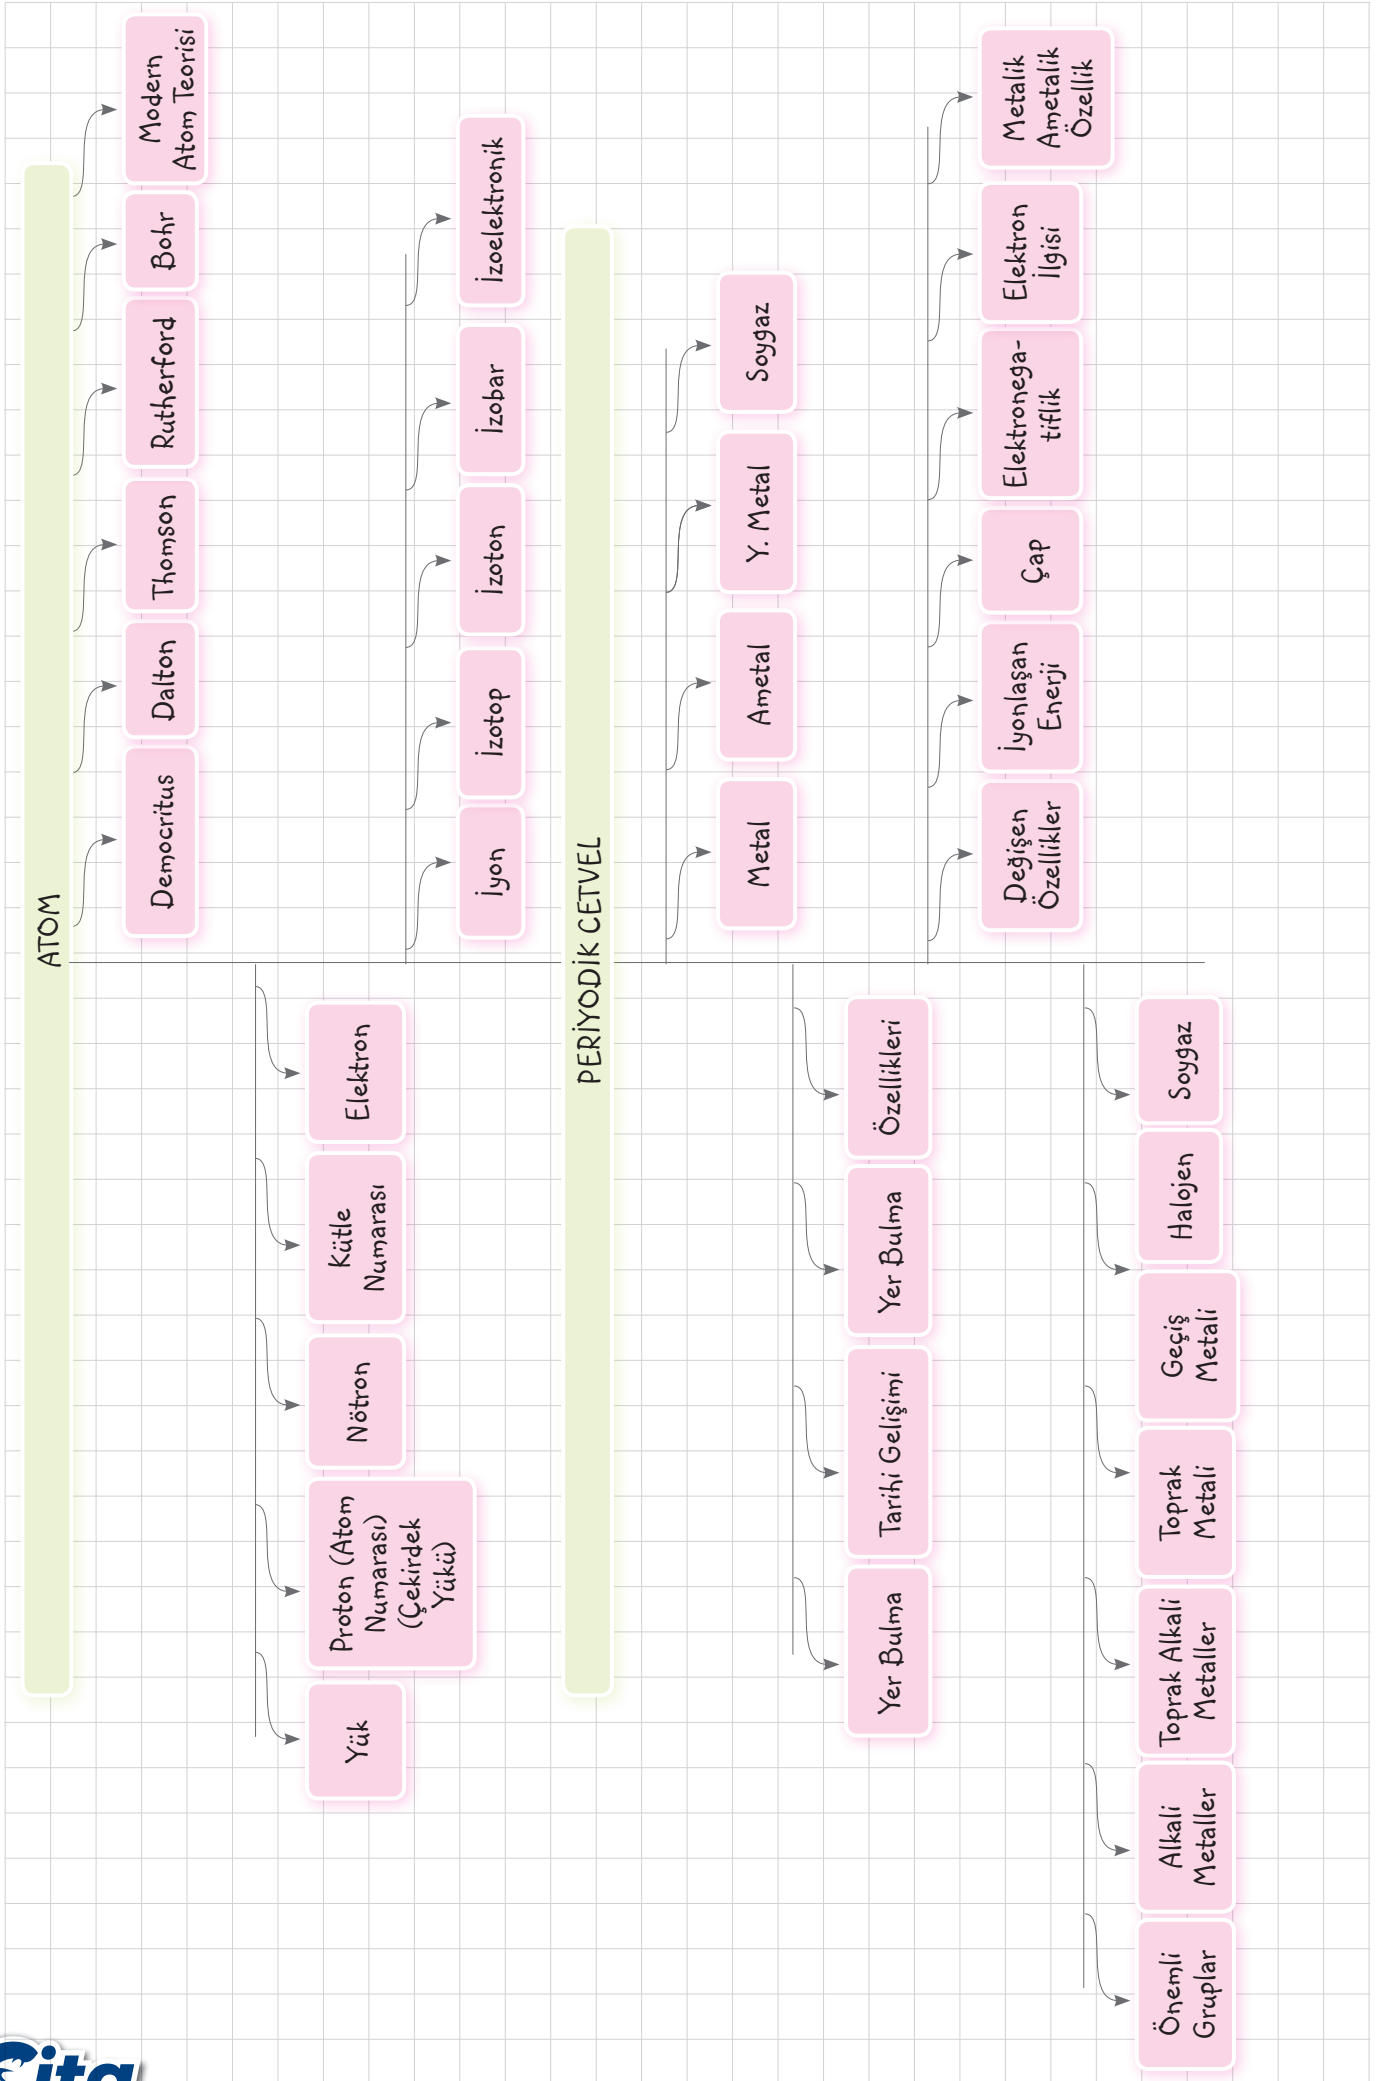 ATOM
Democritus
Dalton
Thomson
Rutherford
Bohr
Modern
Atom Teorisi
Yük
Proton (Atom
Numarası)
(Çekirdek
Yükü)
Nötron
Kütle
Numarası
Elektron
İyon
İzotop
İzoton
İzobar
İzoelektronik
PERİYODİK CETVEL
Metal
Ametal
Y. Metal
Soygaz
Yer Bulma
Tarihi Gelişimi
Yer Bulma
Özellikleri
Değişen
Özellikler
İyonlaşan
Enerji
Çap
Elektronega-
tiflik
Elektron
İlgisi
Metalik
Ametalik
Özellik
Önemli
Gruplar
Alkali
Metaller
Toprak Alkali
Metaller
Toprak
Metali
Geçiş
Metali
Halojen
Soygaz